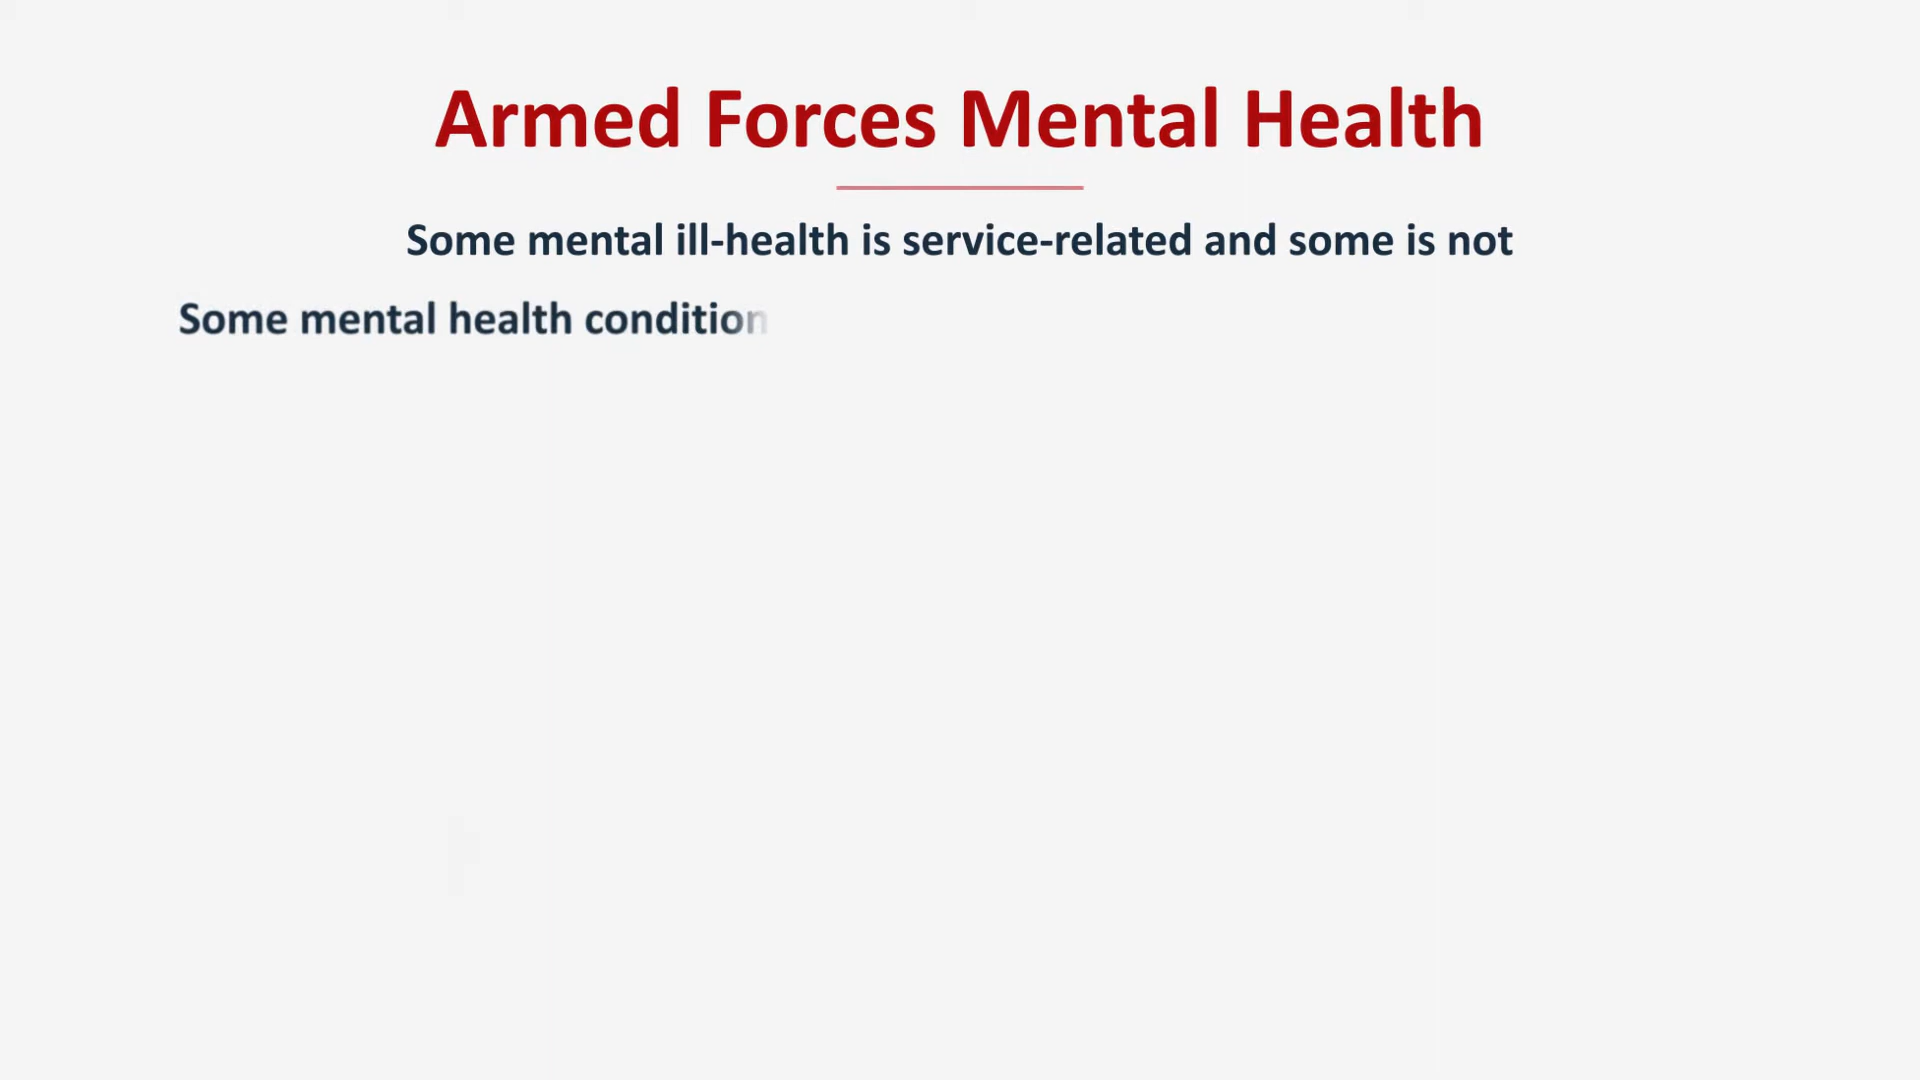 Armed Forces Mental Health
Some mental ill-health is service-related and some is not
Some mental health condition